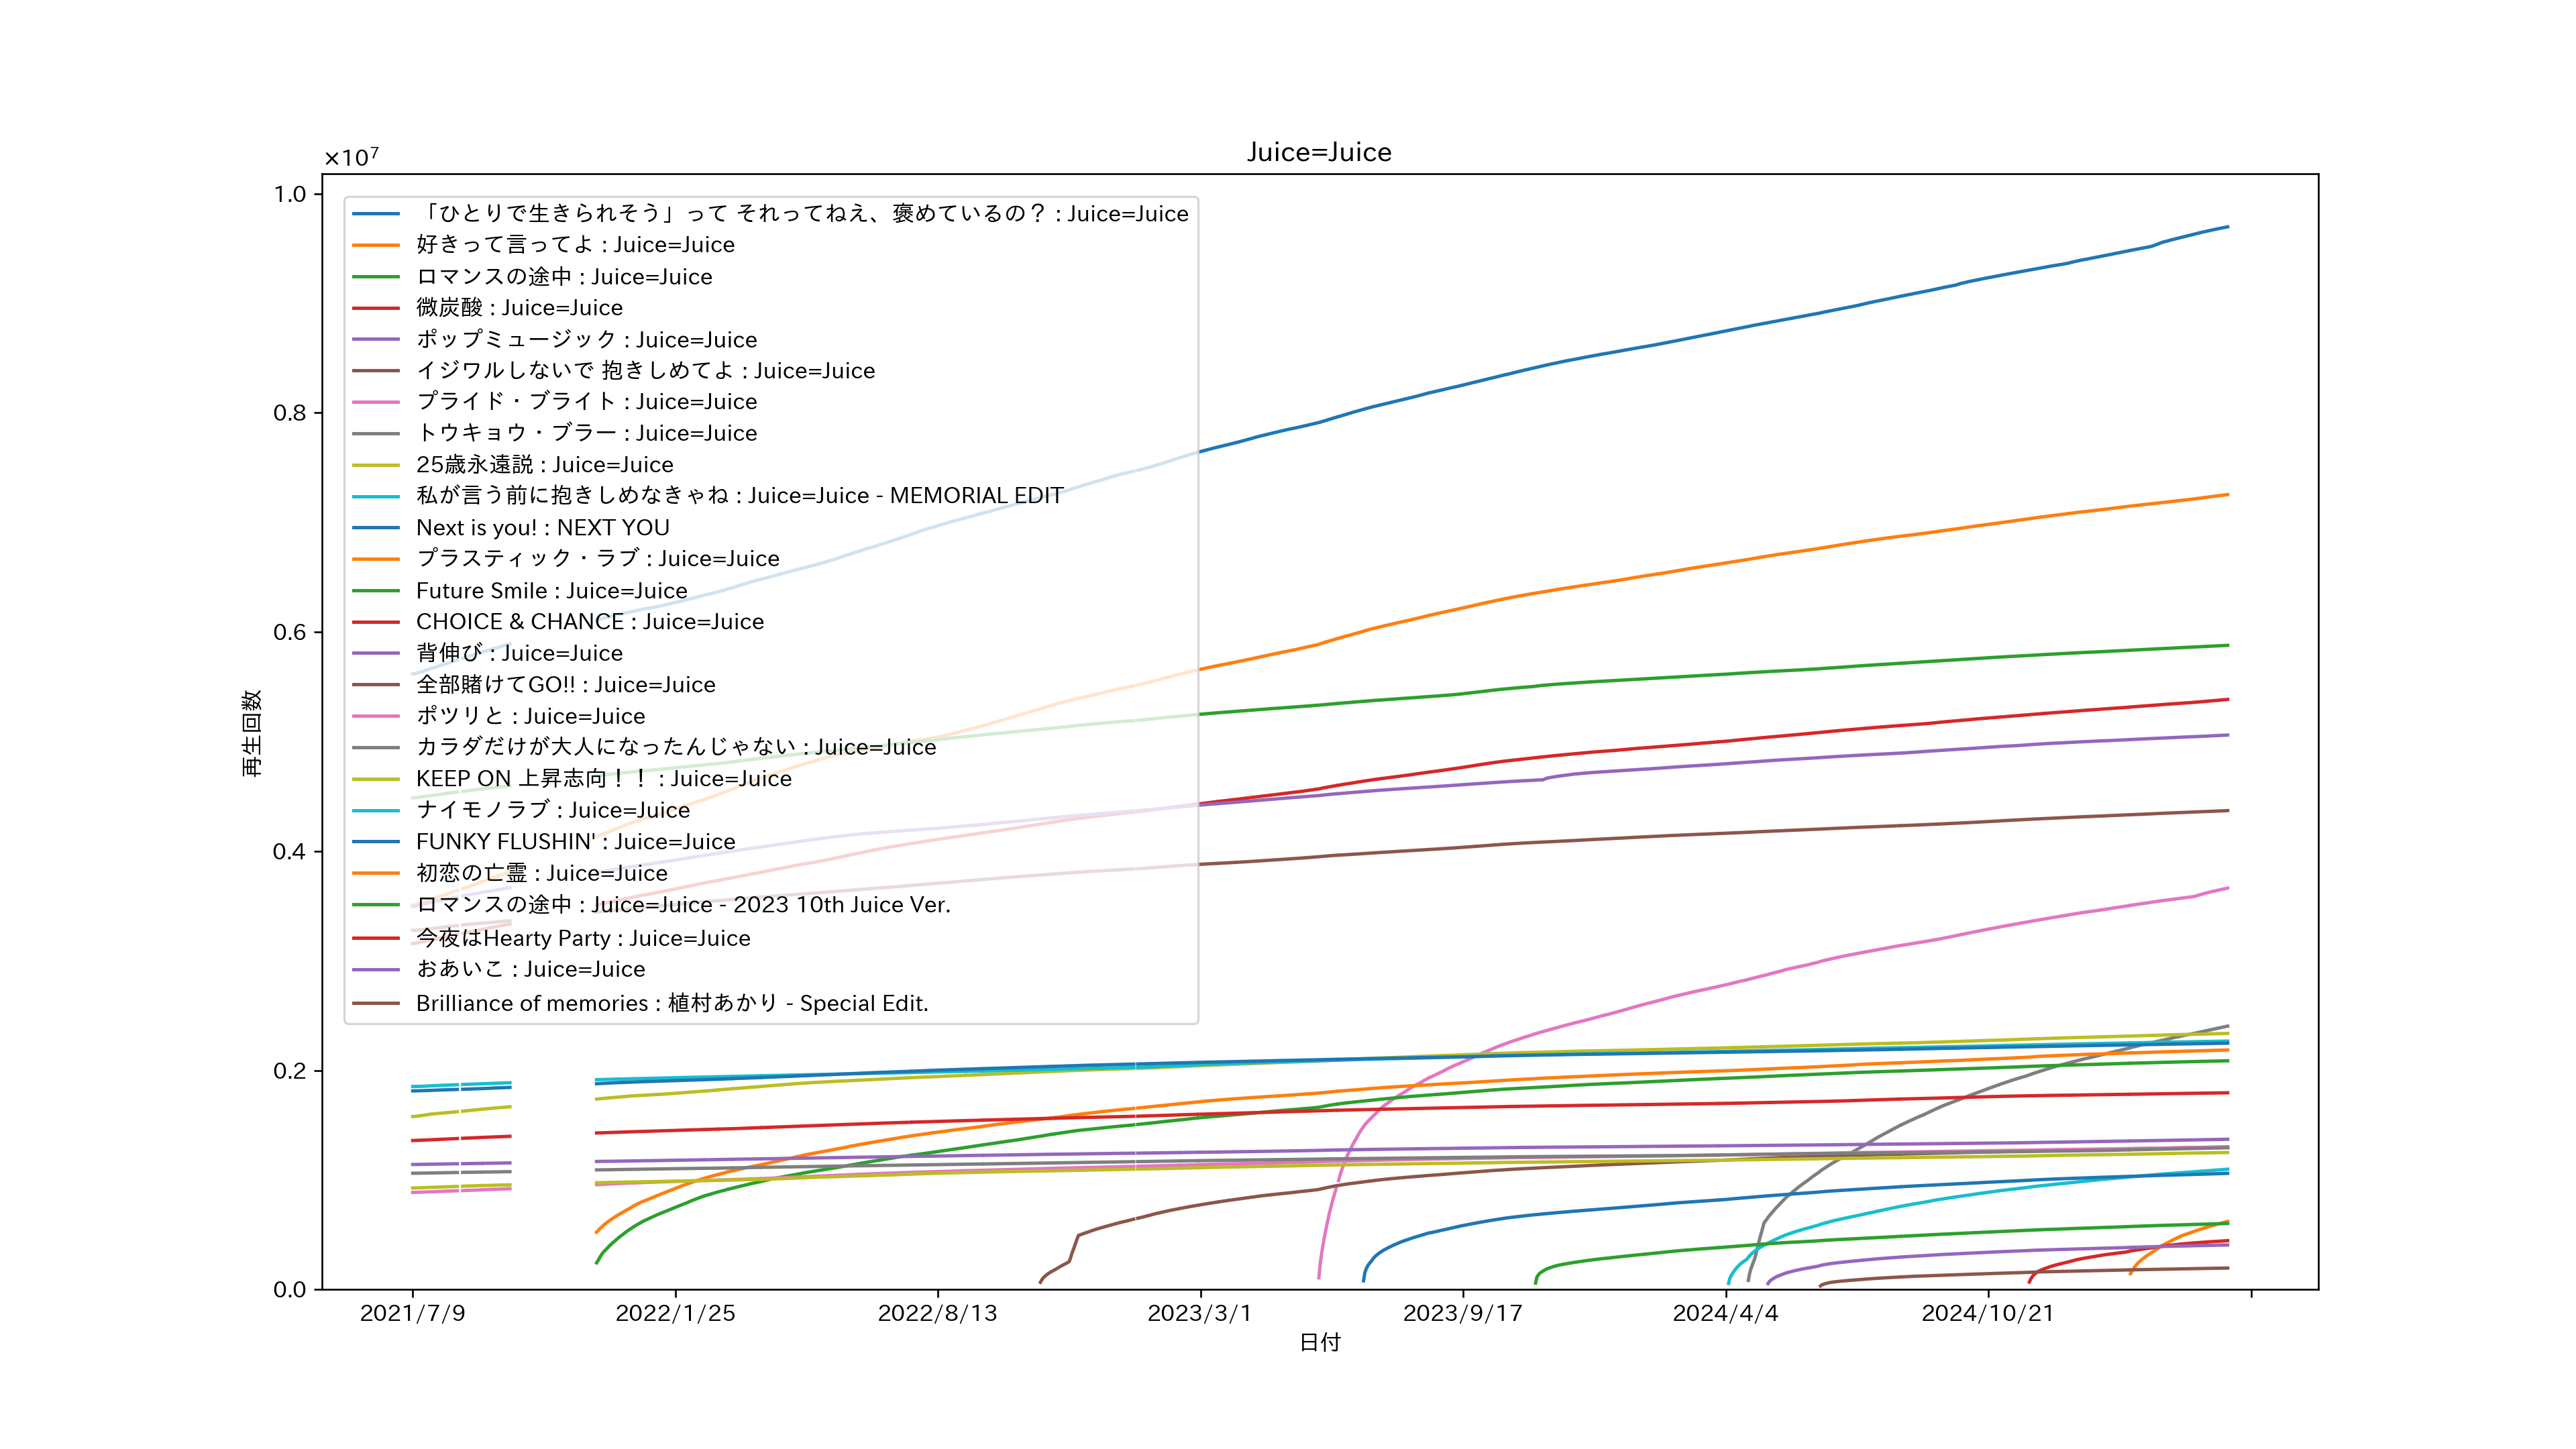 Juice=Juice
×10⁷
1.0
0.8
0.6
0.4
0.2
0.0
再生回数
「ひとりで生きられそう」って それってねえ、褒めているの？ : Juice=Juice
好きって言ってよ : Juice=Juice
ロマンスの途中 : Juice=Juice
微炭酸 : Juice=Juice
ポップミュージック : Juice=Juice
イジワルしないで 抱きしめてよ : Juice=Juice
プライド・ブライト : Juice=Juice
トウキョウ・ブラー : Juice=Juice
25歳永遠説 : Juice=Juice
私が言う前に抱きしめなきゃね : Juice=Juice - MEMORIAL EDIT
Next is you! : NEXT YOU
プラスティック・ラブ : Juice=Juice
Future Smile : Juice=Juice
CHOICE & CHANCE : Juice=Juice
背伸び : Juice=Juice
全部賭けてGO!! : Juice=Juice
ポツリと : Juice=Juice
カラダだけが大人になったんじゃない : Juice=Juice
KEEP ON 上昇志向！！ : Juice=Juice
ナイモノラブ : Juice=Juice
FUNKY FLUSHIN' : Juice=Juice
初恋の亡霊 : Juice=Juice
ロマンスの途中 : Juice=Juice - 2023 10th Juice Ver.
今夜はHearty Party : Juice=Juice
おあいこ : Juice=Juice
Brilliance of memories : 植村あかり - Special Edit.
2021/7/9 2022/1/25 2022/8/13 2023/3/1 2023/9/17 2024/4/4 2024/10/21
日付